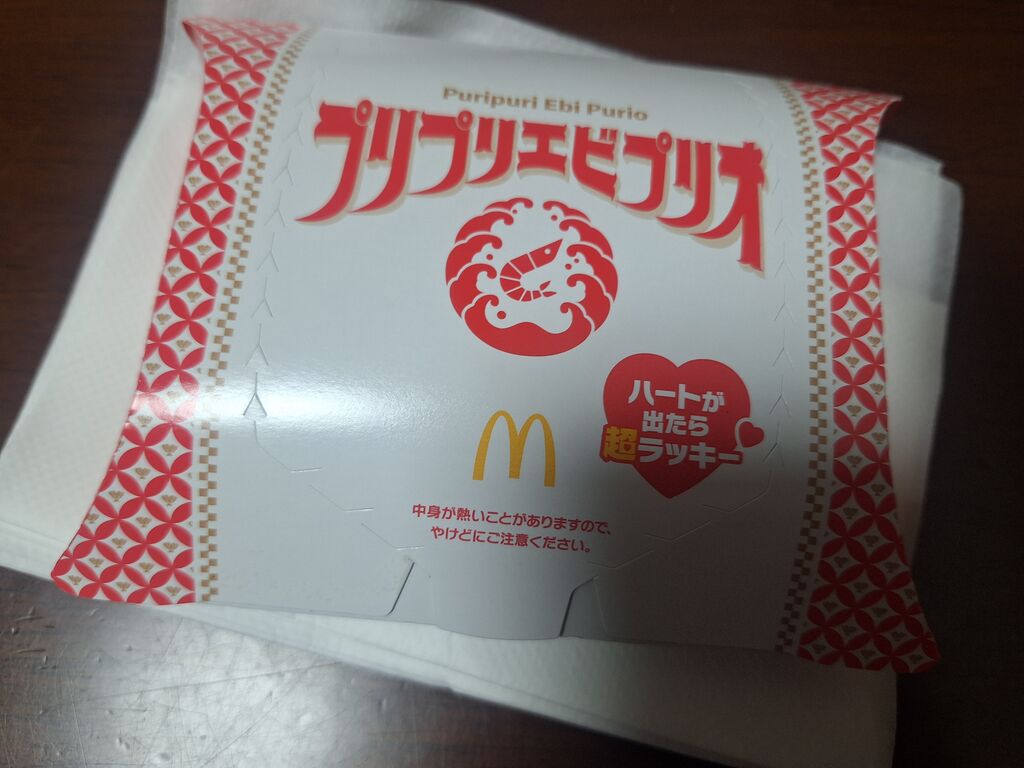 Puripuri Ebi Purio
プリプリエビプリオ
ハートが
出たら
超ラッキー
中身が熱いことがありますので、
やけどにご注意ください。